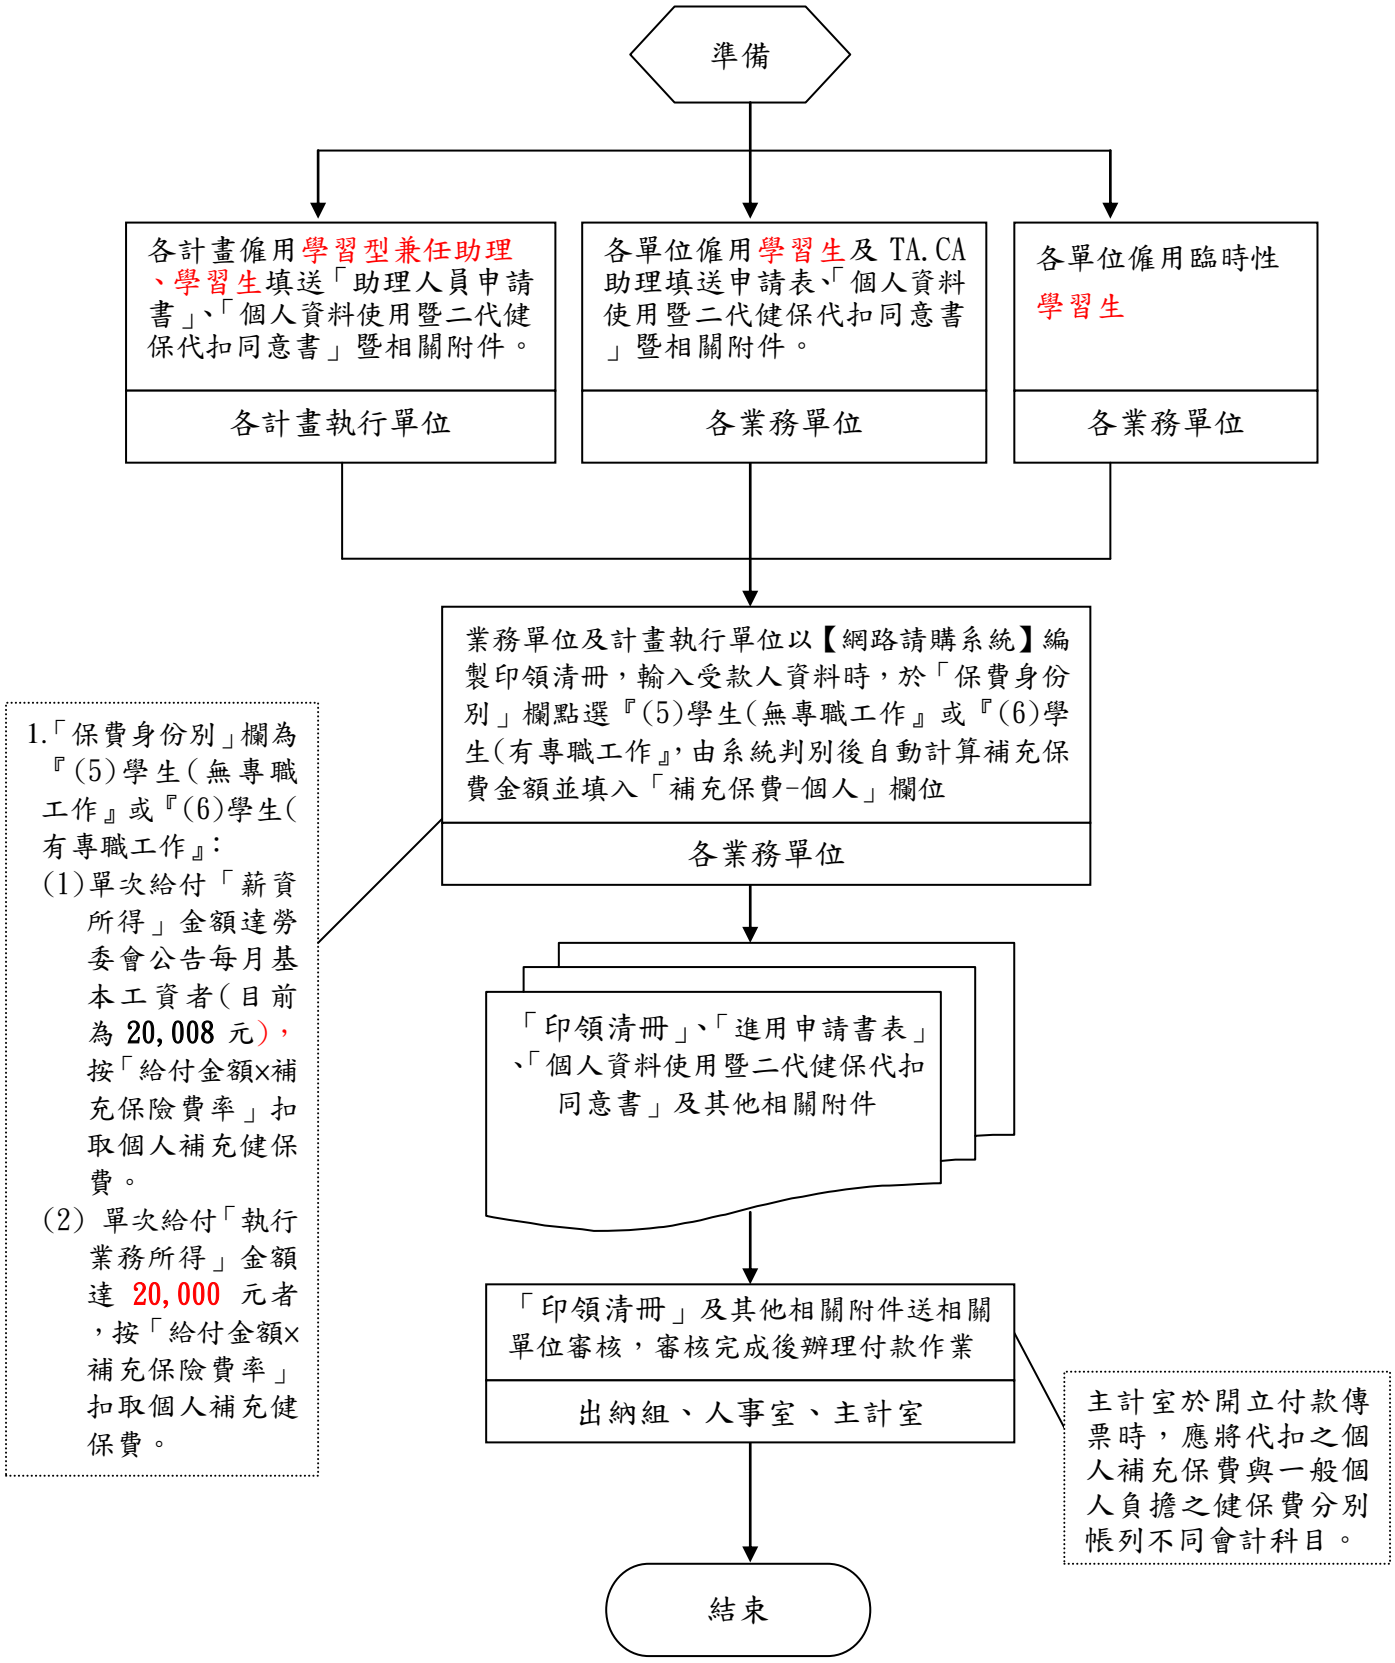 準備
各計畫僱用學習型兼任助理
、學習生填送「助理人員申請
書」、「個人資料使用暨二代健
保代扣同意書」暨相關附件。
各計畫執行單位
各單位僱用學習生及 TA.CA
助理填送申請表、「個人資料
使用暨二代健保代扣同意書
」暨相關附件。
各業務單位
各單位僱用臨時性
學習生
各業務單位
業務單位及計畫執行單位以【網路請購系統】編
製印領清冊，輸入受款人資料時，於「保費身份
別」欄點選『(5)學生(無專職工作』或『(6)學
生(有專職工作』，由系統判別後自動計算補充保
費金額並填入「補充保費-個人」欄位
各業務單位
1.「保費身份別」欄為
『(5)學生(無專職
工作』或『(6)學生(
有專職工作』：
(1)單次給付「薪資
所得」金額達勞
委會公告每月基
本工資者(目前
為 20,008 元)，
按「給付金額×補
充保險費率」扣
取個人補充健保
費。
(2) 單次給付「執行
業務所得」金額
達 20,000 元者
，按「給付金額×
補充保險費率」
扣取個人補充健
保費。
「印領清冊」、「進用申請書表」
、「個人資料使用暨二代健保代扣
同意書」及其他相關附件
「印領清冊」及其他相關附件送相關
單位審核，審核完成後辦理付款作業
出納組、人事室、主計室
主計室於開立付款傳
票時，應將代扣之個
人補充保費與一般個
人負擔之健保費分別
帳列不同會計科目。
結束